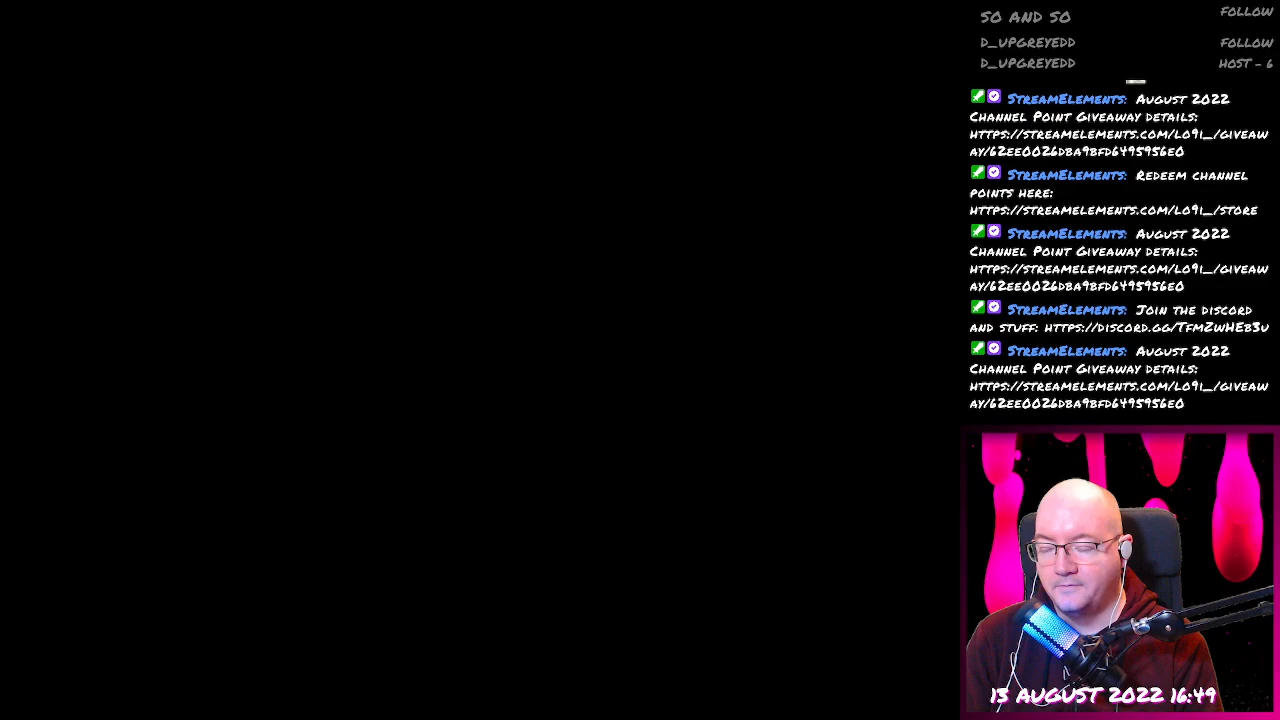 SO AND SO FOLLOW
D_UPGREYEDD FOLLOW
D_UPGREYEDD HOST - 6
StreamElements: August 2022
Channel Point Giveaway details:
https://streamelements.com/lo9i_/giveaw
ay/62ee0026dba9bfd6495956e0
StreamElements: Redeem channel
points here:
https://streamelements.com/lo9i_/store
StreamElements: August 2022
Channel Point Giveaway details:
https://streamelements.com/lo9i_/giveaw
ay/62ee0026dba9bfd6495956e0
StreamElements: Join the discord
and stuff: https://discord.gg/TfmZwHEb3u
StreamElements: August 2022
Channel Point Giveaway details:
https://streamelements.com/lo9i_/giveaw
ay/62ee0026dba9bfd6495956e0
13 AUGUST 2022 16:49